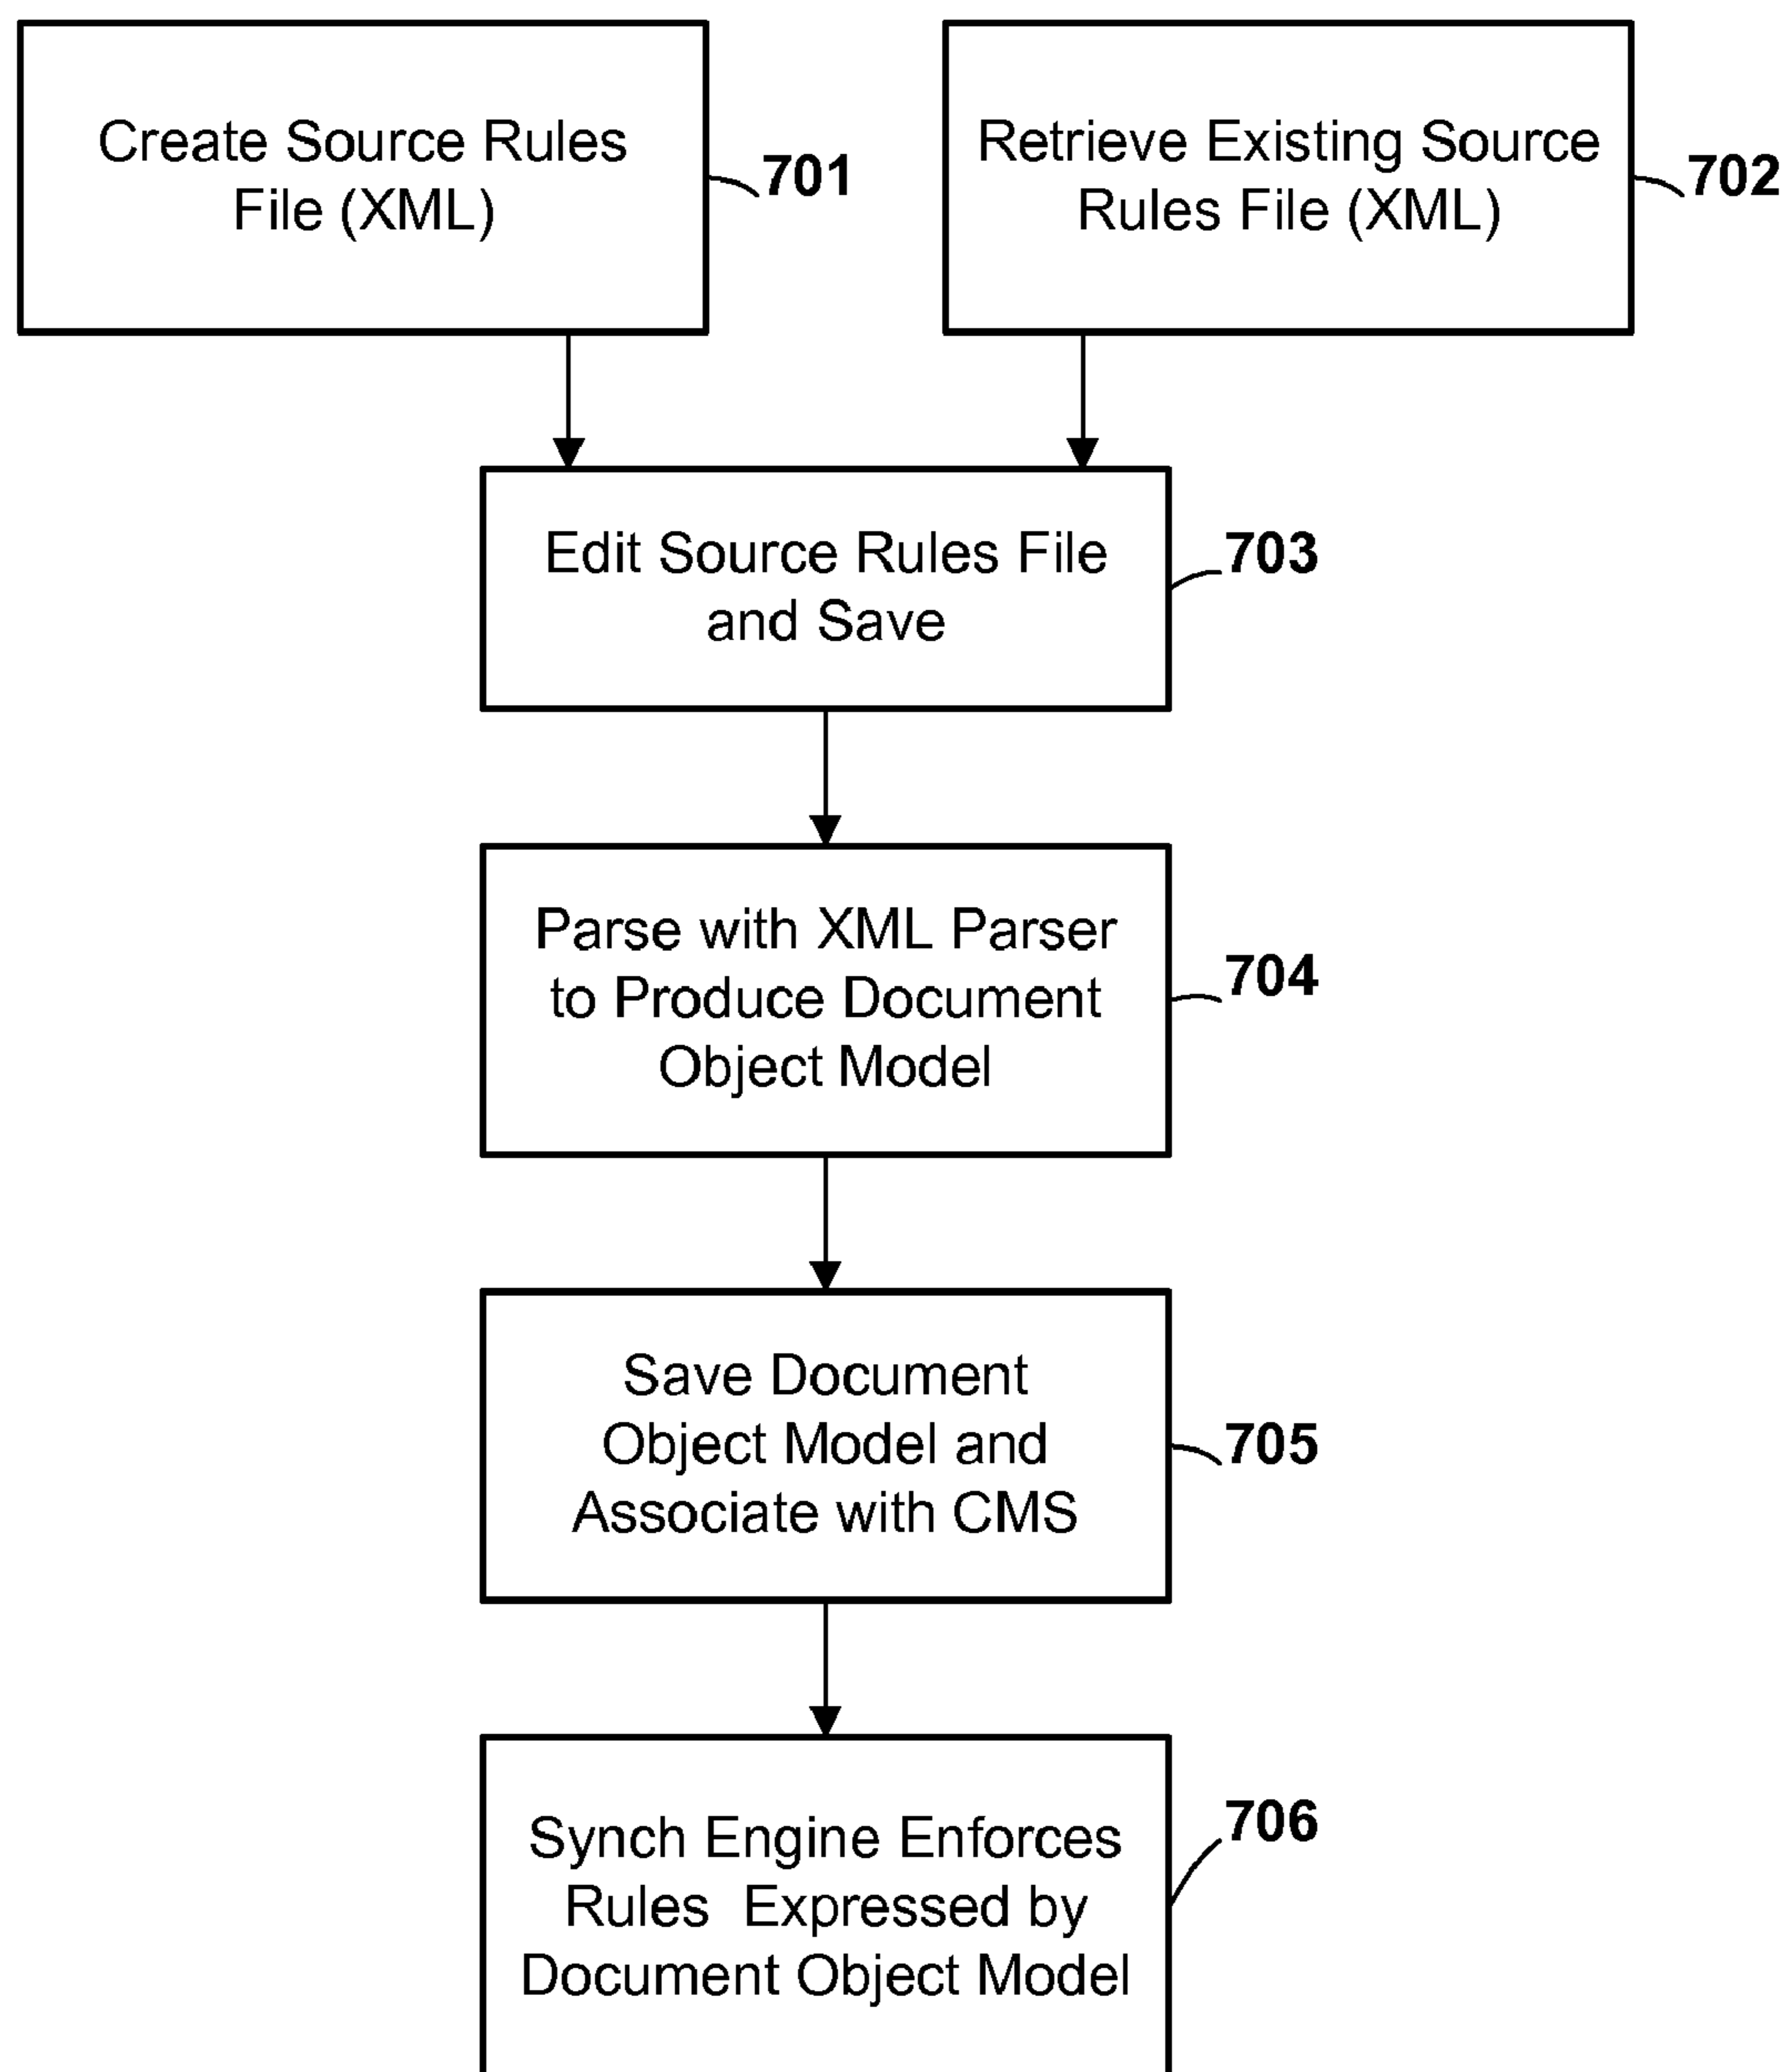 Create Source Rules
File (XML)
701
Retrieve Existing Source
Rules File (XML)
702
Edit Source Rules File
and Save
703
Parse with XML Parser
to Produce Document
Object Model
704
Save Document
Object Model and
Associate with CMS
705
Synch Engine Enforces
Rules  Expressed by
Document Object Model
706